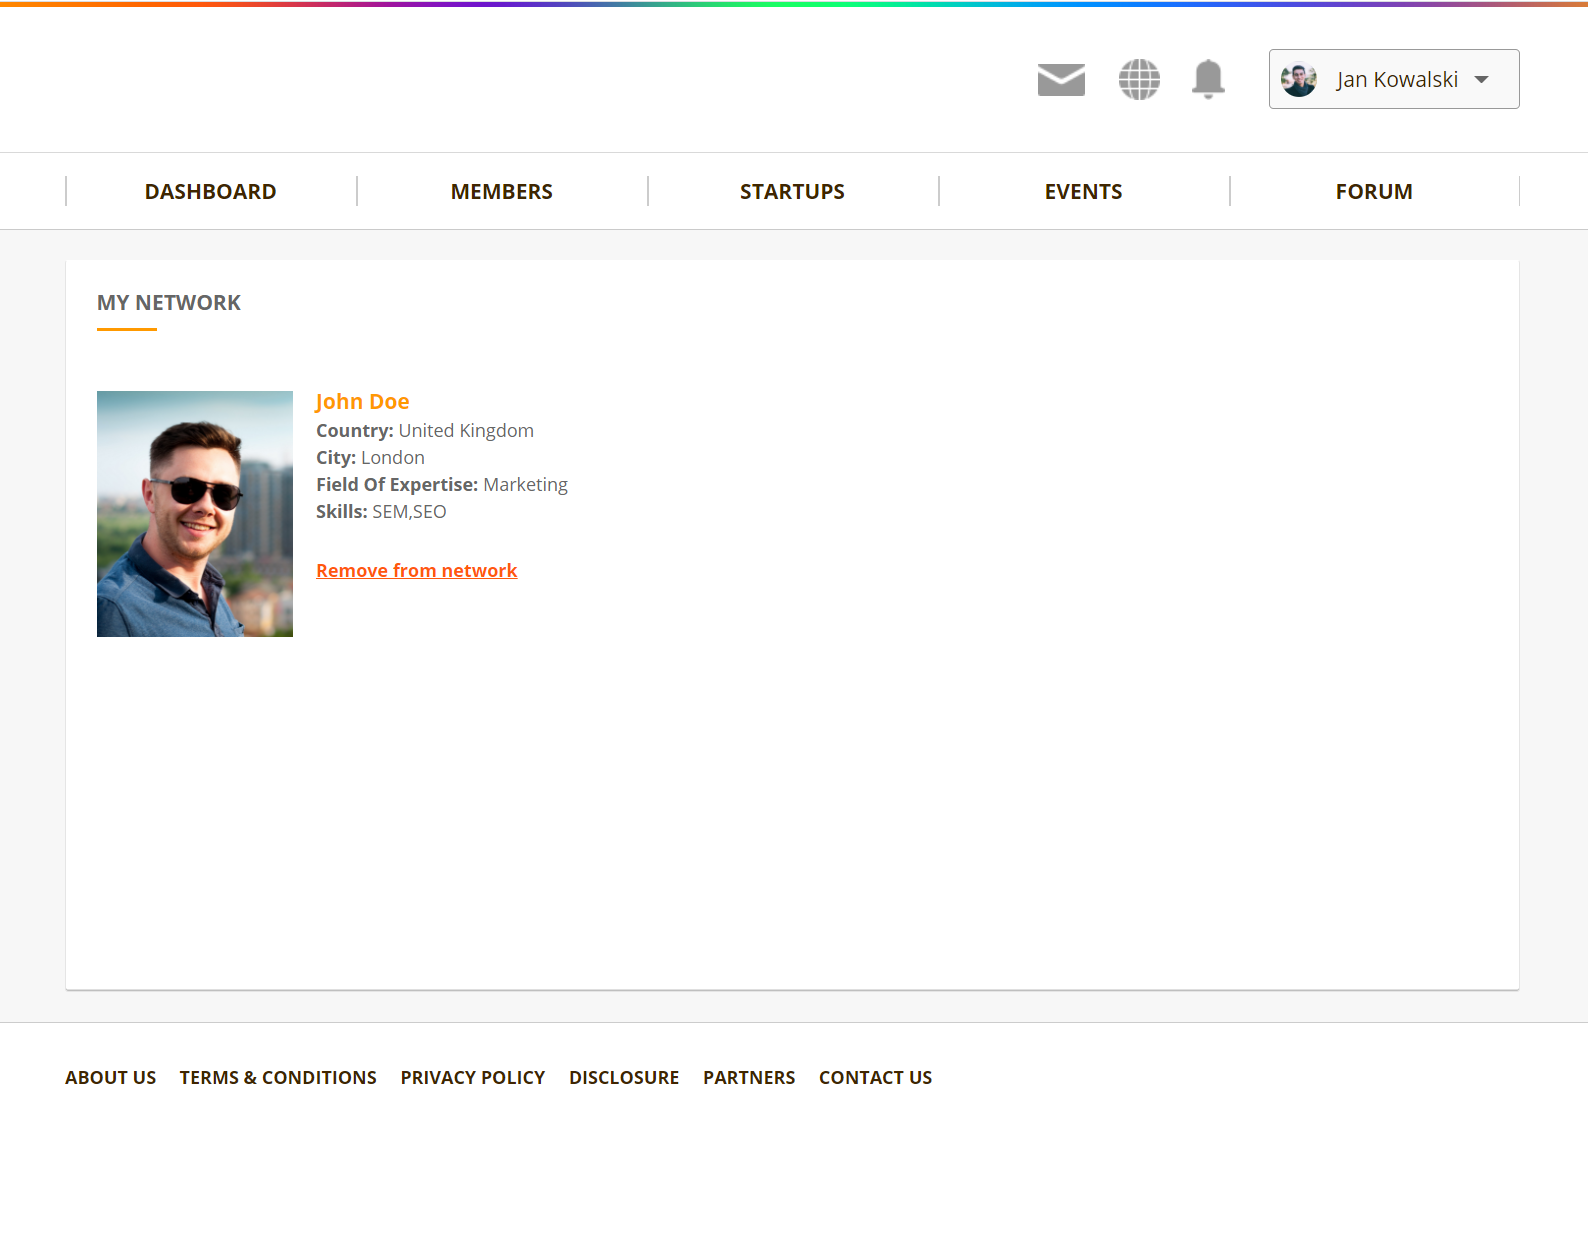 Jan Kowalski
DASHBOARD
MEMBERS
STARTUPS
EVENTS
FORUM
MY NETWORK
John Doe
Country: United Kingdom
City: London
Field Of Expertise: Marketing
Skills: SEM,SEO
Remove from network
ABOUT US
TERMS & CONDITIONS
PRIVACY POLICY
DISCLOSURE
PARTNERS
CONTACT US